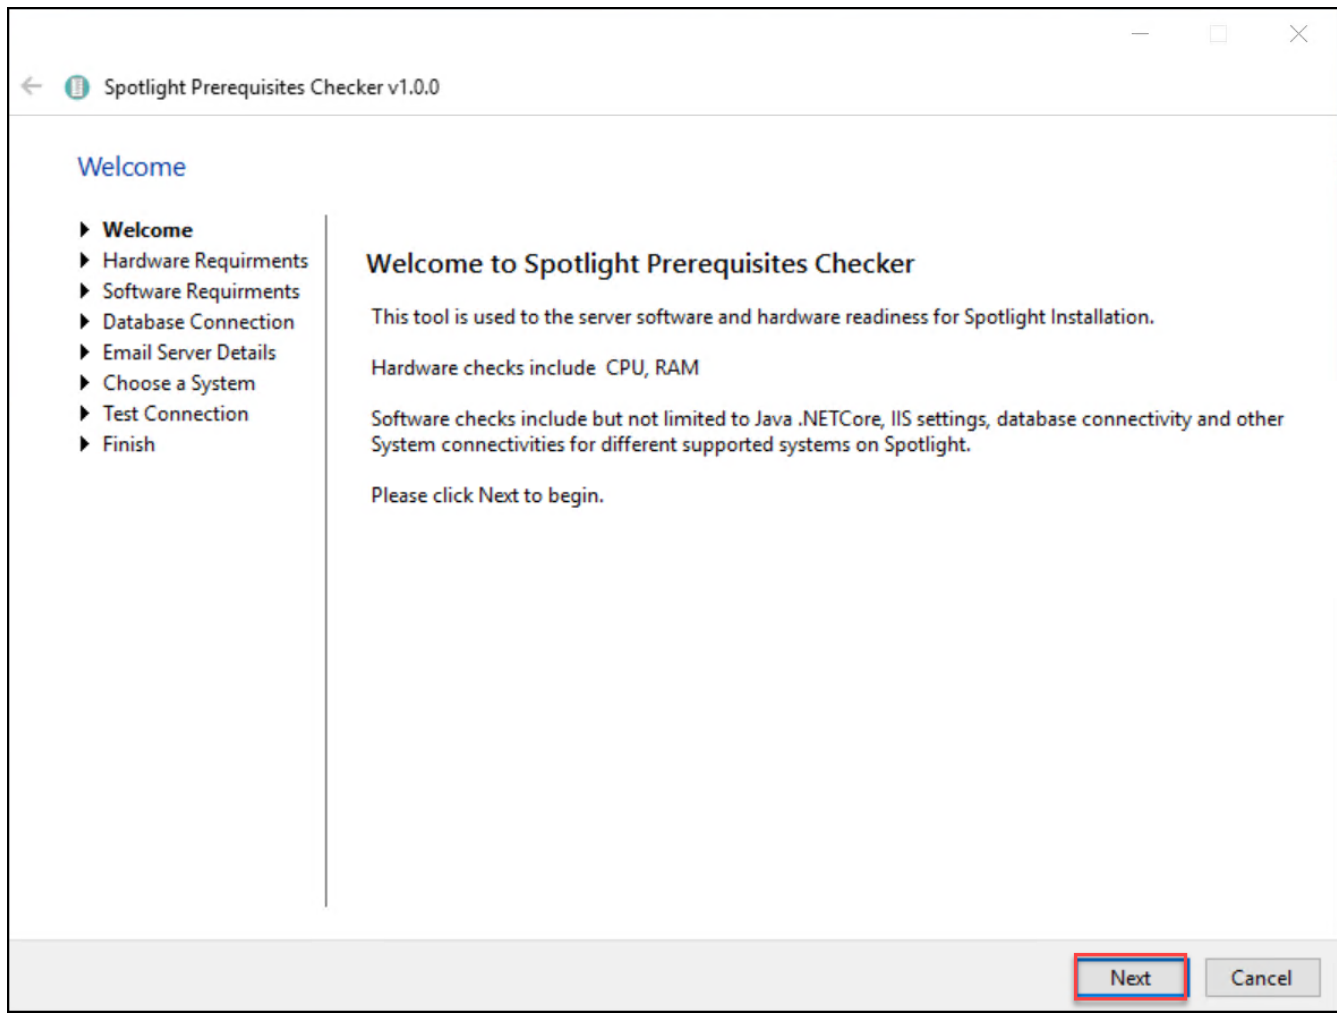 Spotlight Prerequisites Checker v1.0.0
Welcome
Welcome
Hardware Requirments
Software Requirments
Database Connection
Email Server Details
Choose a System
Test Connection
Finish
Welcome to Spotlight Prerequisites Checker
This tool is used to the server software and hardware readiness for Spotlight Installation.
Hardware checks include  CPU, RAM
Software checks include but not limited to Java .NETCore, IIS settings, database connectivity and other
System connectivities for different supported systems on Spotlight.
Please click Next to begin.
Next
Cancel